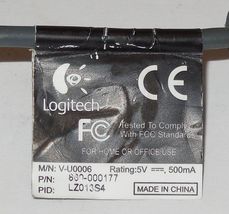 Logitech
CE
FC
Tested To Comply
With FCC Standards
FOR HOME OR OFFICE USE
M/N: V-U0006 Rating:5V ⎓, 500mA
P/N: 860-000177
PID: LZ013S4
MADE IN CHINA